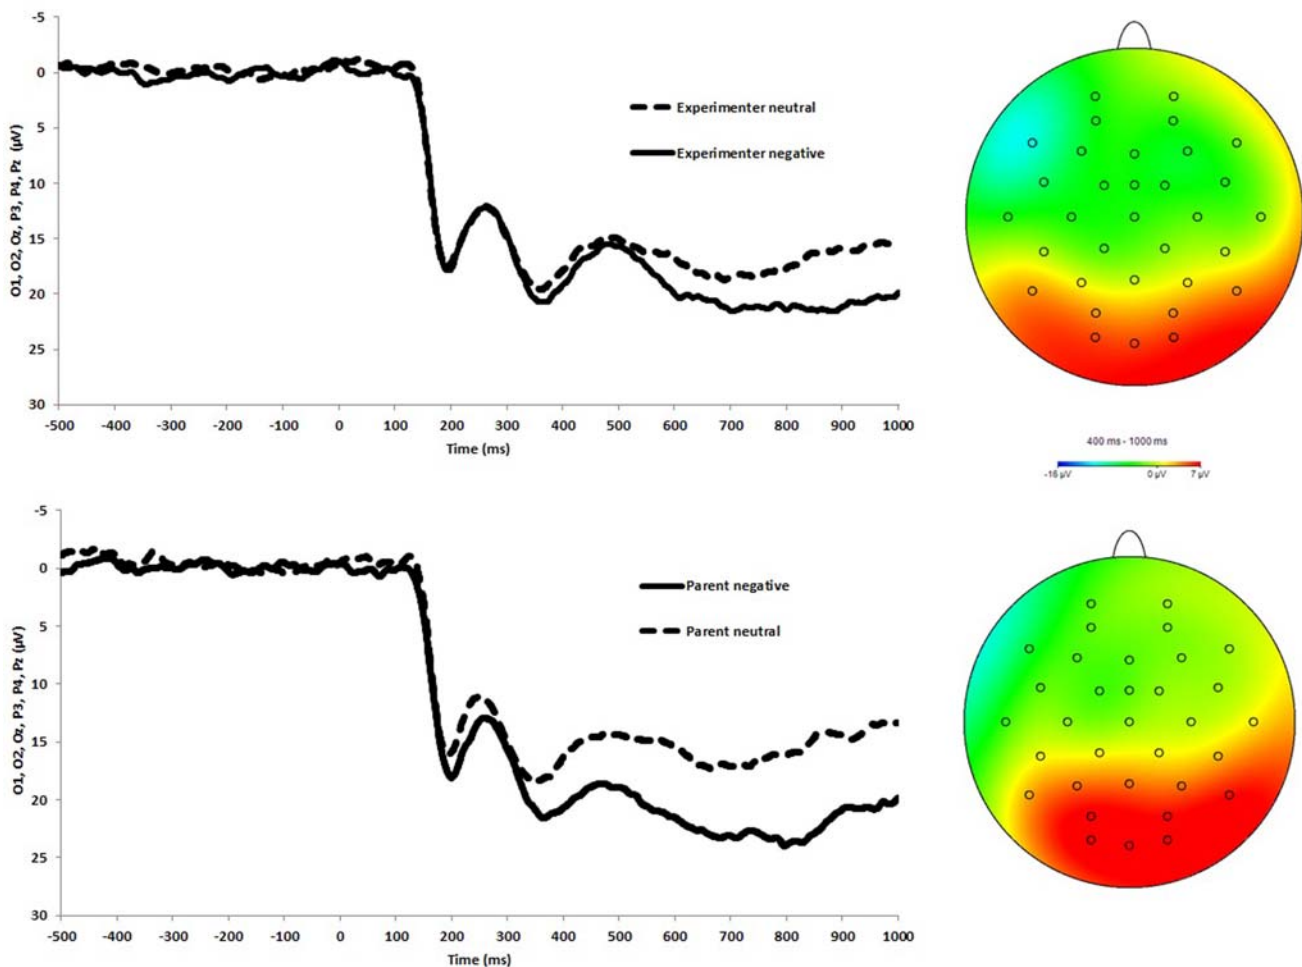 -5
0
5
10
15
20
25
30
O1, O2, Oz, P3, P4, Pz (µV)
Experimenter neutral
Experimenter negative
-500 -400 -300 -200 -100 0 100 200 300 400 500 600 700 800 900 1000
Time (ms)
400 ms - 1000 ms
-16 µV 0 µV 7 µV
-5
0
5
10
15
20
25
30
O1, O2, Oz, P3, P4, Pz (µV)
Parent negative
Parent neutral
-500 -400 -300 -200 -100 0 100 200 300 400 500 600 700 800 900 1000
Time (ms)